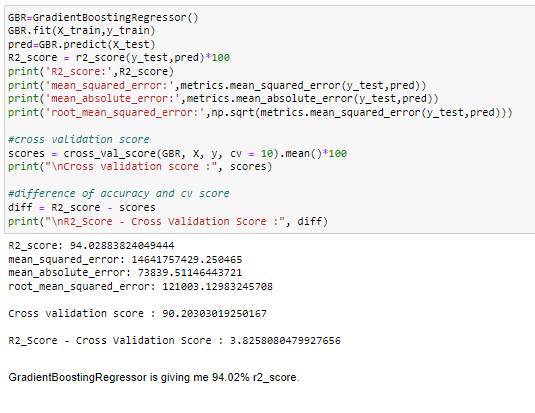 GBR=GradientBoostingRegressor()
GBR.fit(X_train,y_train)
pred=GBR.predict(X_test)
R2_score = r2_score(y_test,pred)*100
print('R2_score:',R2_score)
print('mean_squared_error:',metrics.mean_squared_error(y_test,pred))
print('mean_absolute_error:',metrics.mean_absolute_error(y_test,pred))
print('root_mean_squared_error:',np.sqrt(metrics.mean_squared_error(y_test,pred)))
#cross validation score
scores = cross_val_score(GBR, X, y, cv = 10).mean()*100
print("\nCross validation score :", scores)
#difference of accuracy and cv score
diff = R2_score - scores
print("\nR2_Score - Cross Validation Score :", diff)
R2_score: 94.02883824049444
mean_squared_error: 14641757429.250465
mean_absolute_error: 73839.51146443721
root_mean_squared_error: 121003.12983245708
Cross validation score : 90.20303019250167
R2_Score - Cross Validation Score : 3.8258080479927656
GradientBoostingRegressor is giving me 94.02% r2_score.